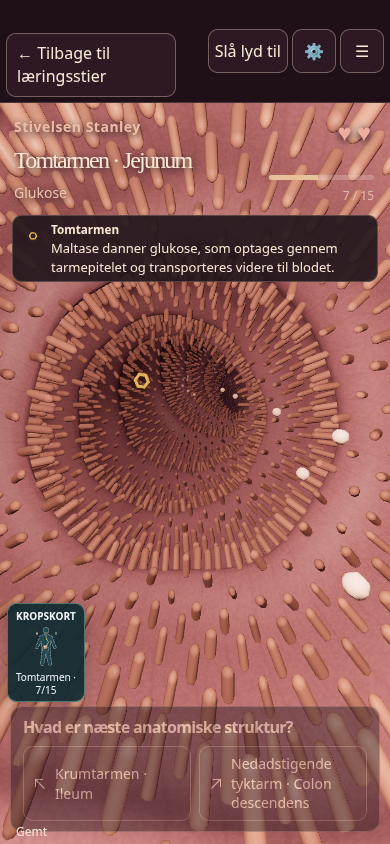 ← Tilbage til
læringsstier
Slå lyd til
Stivelsen Stanley
Tomtarmen · Jejunum
Glukose
7 / 15
Tomtarmen
Maltase danner glukose, som optages gennem
tarmepitelet og transporteres videre til blodet.
KROPSKORT
Tomtarmen ·
7/15
Hvad er næste anatomiske struktur?
Krumtarmen ·
Ileum
Nedadstigende
tyktarm · Colon
descendens
Gemt